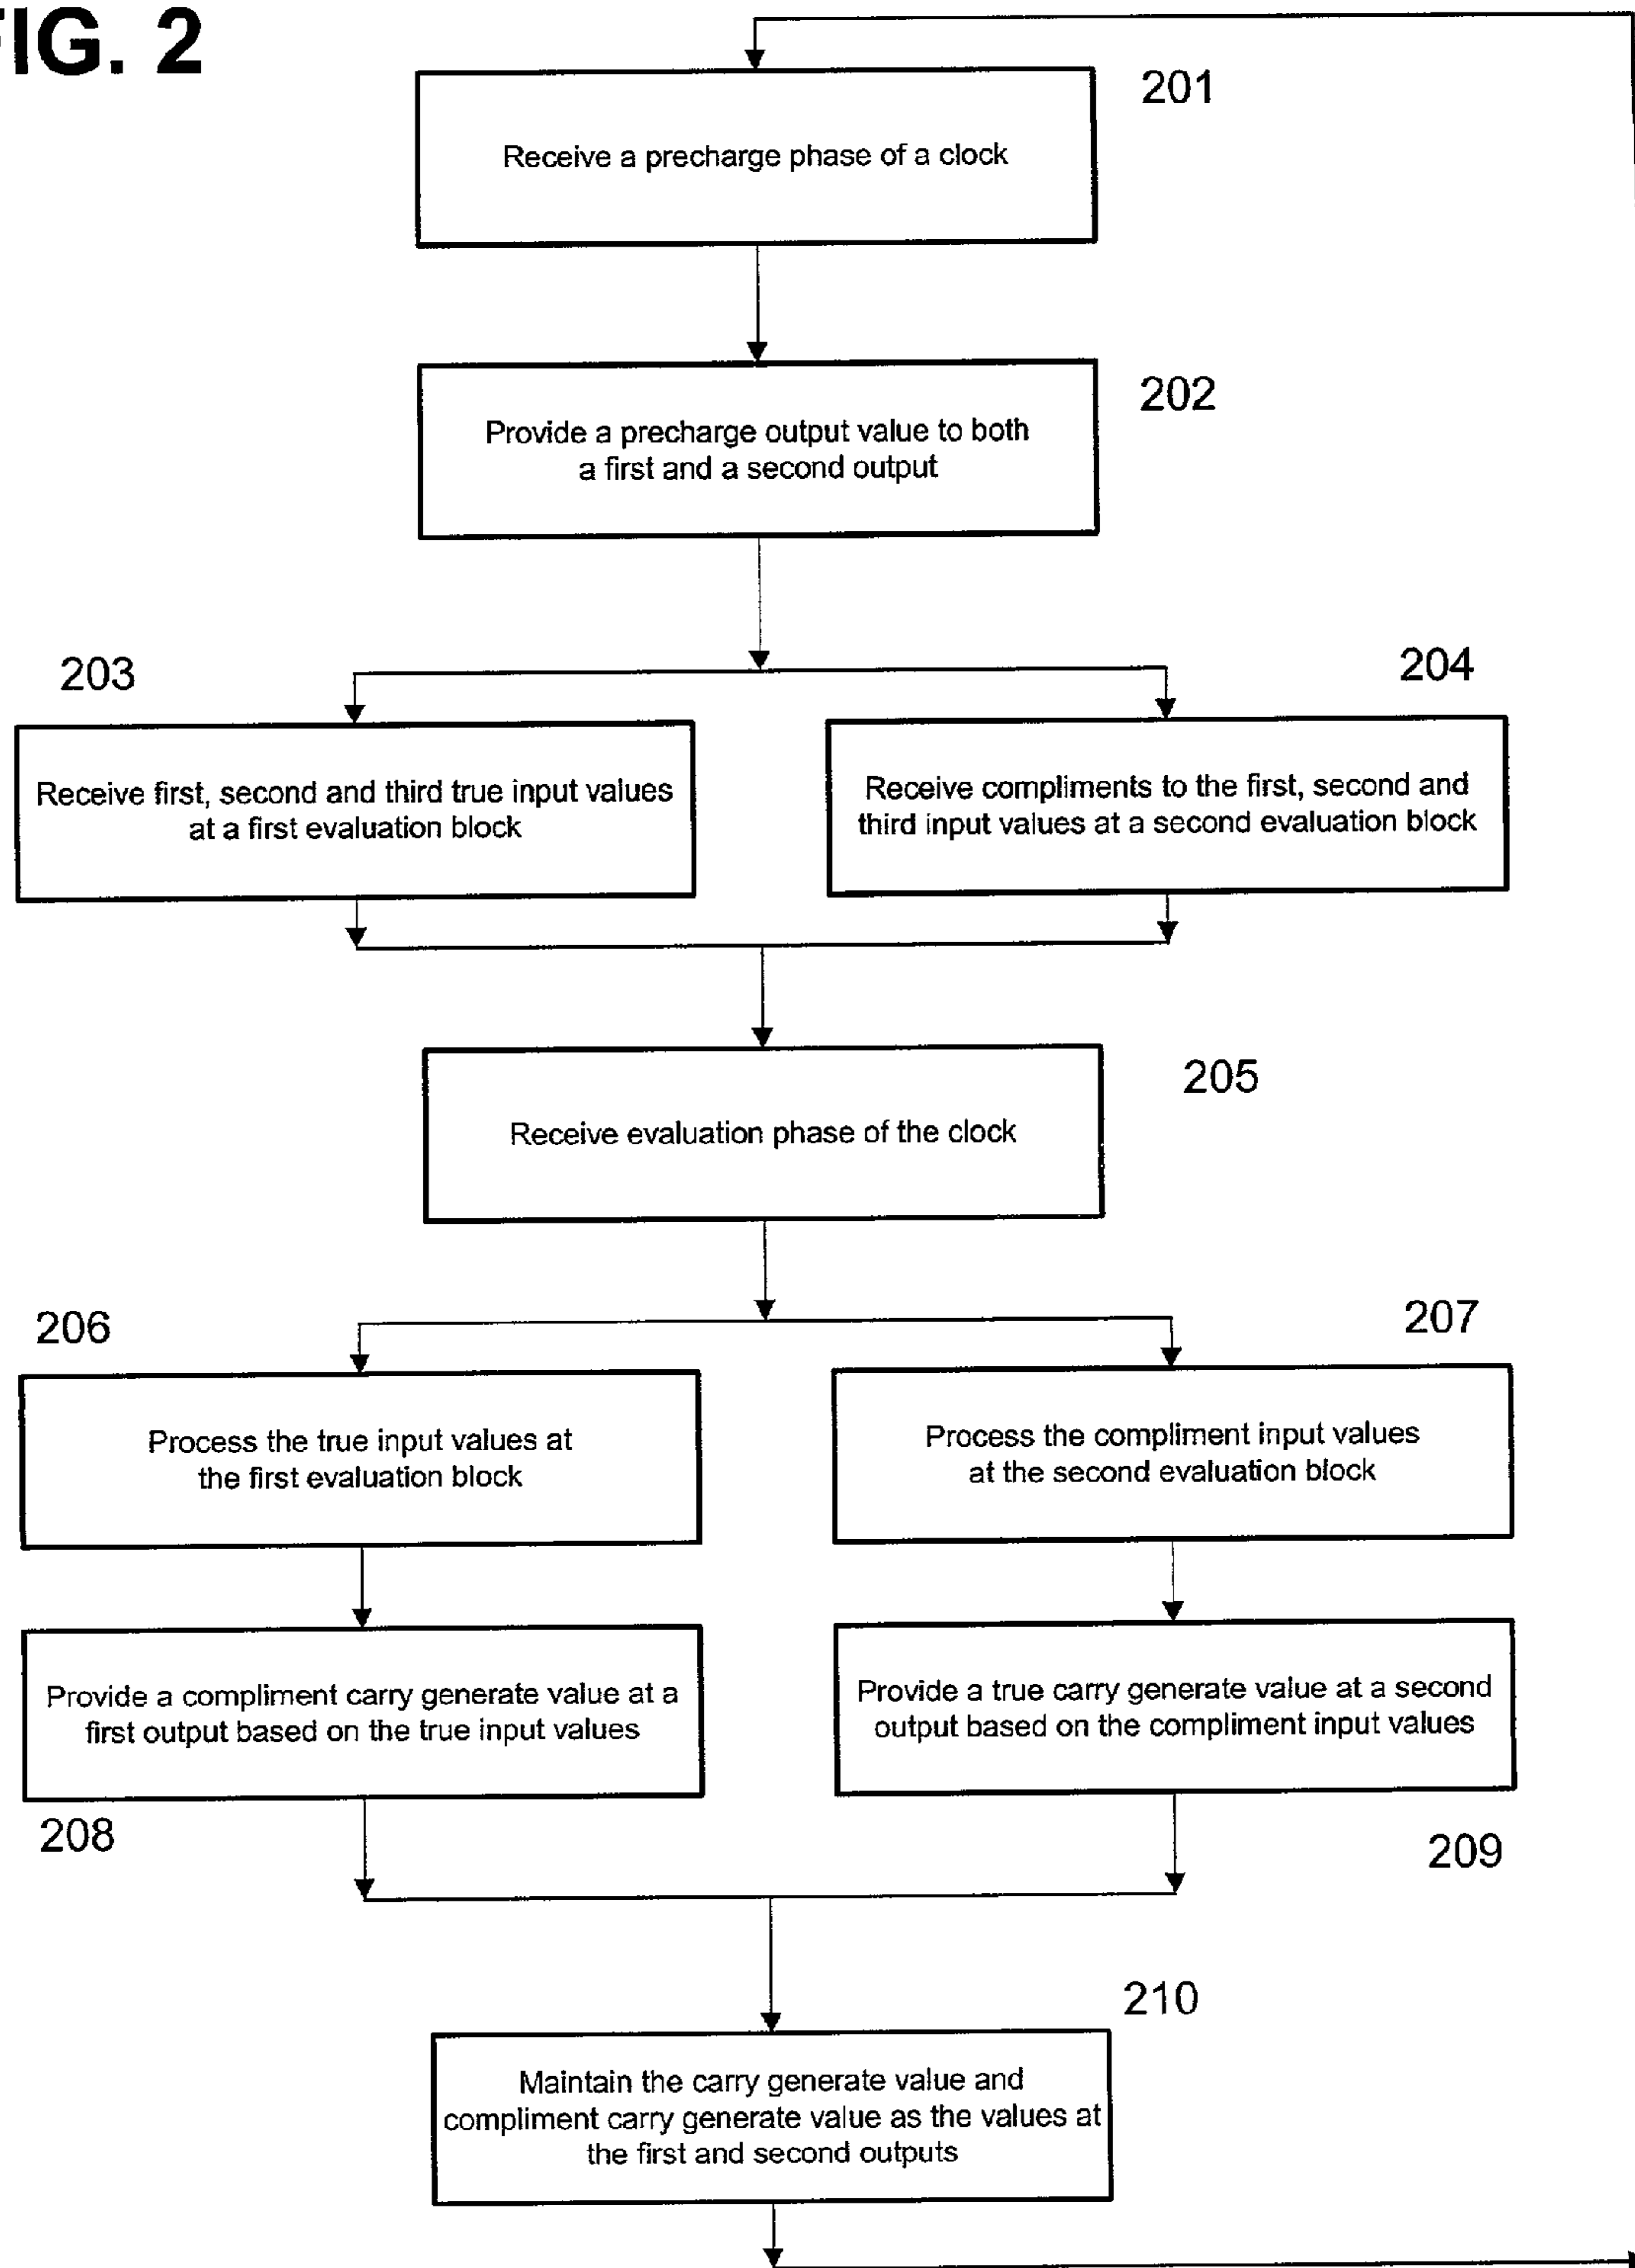 FIG. 2
201
Receive a precharge phase of a clock
202
Provide a precharge output value to both
a first and a second output
203
204
Receive first, second and third true input values
at a first evaluation block
Receive compliments to the first, second and
third input values at a second evaluation block
205
Receive evaluation phase of the clock
206
207
Process the true input values at
the first evaluation block
Process the compliment input values
at the second evaluation block
Provide a compliment carry generate value at a
first output based on the true input values
Provide a true carry generate value at a second
output based on the compliment input values
208
209
210
Maintain the carry generate value and
compliment carry generate value as the values at
the first and second outputs